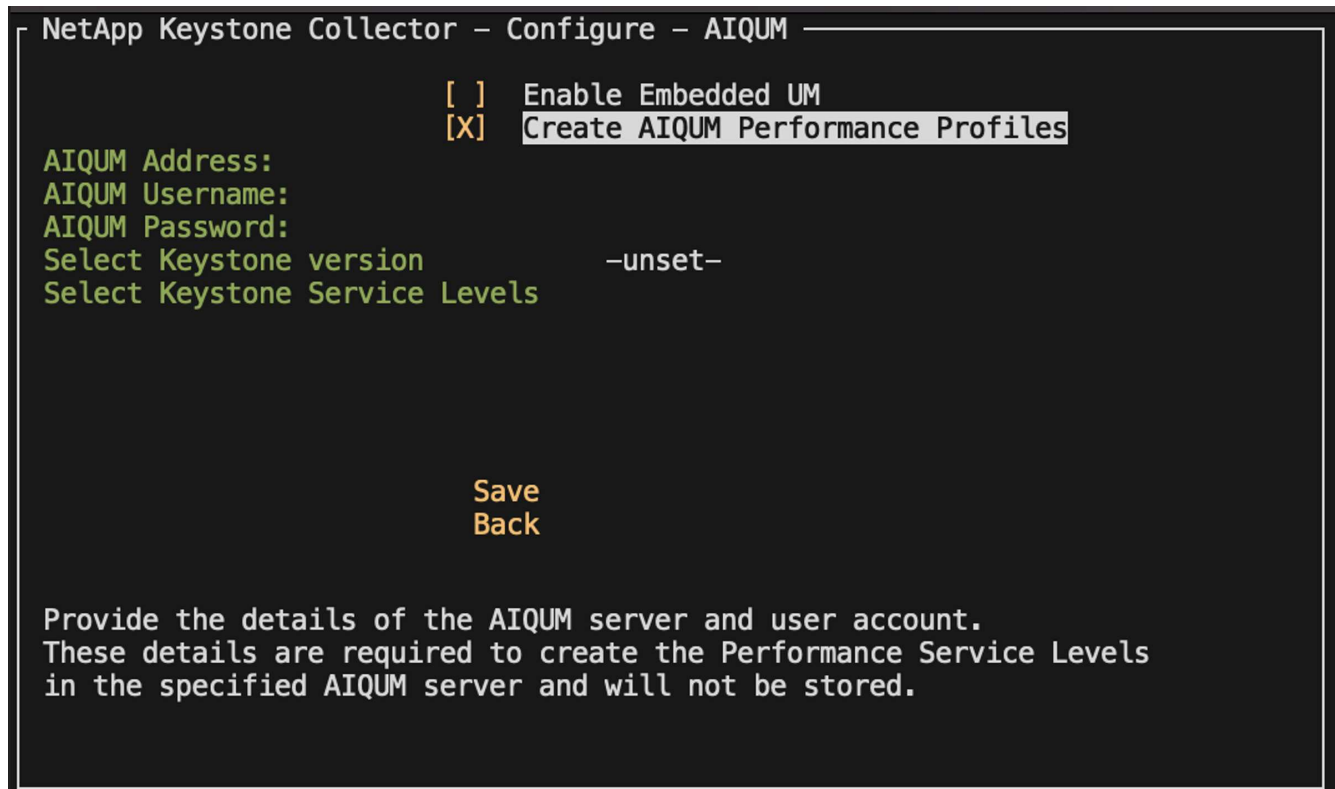 NetApp Keystone Collector – Configure – AIQUM
[ ] Enable Embedded UM
[X] Create AIQUM Performance Profiles
AIQUM Address:
AIQUM Username:
AIQUM Password:
Select Keystone version –unset–
Select Keystone Service Levels
Save
Back
Provide the details of the AIQUM server and user account.
These details are required to create the Performance Service Levels
in the specified AIQUM server and will not be stored.